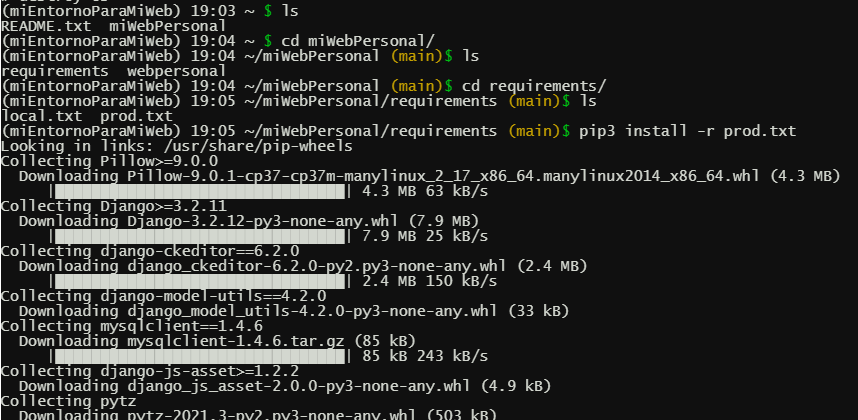 (miEntornoParaMiWeb) 19:03 ~ $ ls
README.txt  miWebPersonal
(miEntornoParaMiWeb) 19:04 ~ $ cd miWebPersonal/
(miEntornoParaMiWeb) 19:04 ~/miWebPersonal (main)$ ls
requirements  webpersonal
(miEntornoParaMiWeb) 19:04 ~/miWebPersonal (main)$ cd requirements/
(miEntornoParaMiWeb) 19:05 ~/miWebPersonal/requirements (main)$ ls
local.txt  prod.txt
(miEntornoParaMiWeb) 19:05 ~/miWebPersonal/requirements (main)$ pip3 install -r prod.txt
Looking in links: /usr/share/pip-wheels
Collecting Pillow>=9.0.0
  Downloading Pillow-9.0.1-cp37-cp37m-manylinux_2_17_x86_64.manylinux2014_x86_64.whl (4.3 MB)
     |████████████████████████████████| 4.3 MB 63 kB/s
Collecting Django>=3.2.11
  Downloading Django-3.2.12-py3-none-any.whl (7.9 MB)
     |████████████████████████████████| 7.9 MB 25 kB/s
Collecting django-ckeditor==6.2.0
  Downloading django_ckeditor-6.2.0-py2.py3-none-any.whl (2.4 MB)
     |████████████████████████████████| 2.4 MB 150 kB/s
Collecting django-model-utils==4.2.0
  Downloading django_model_utils-4.2.0-py3-none-any.whl (33 kB)
Collecting mysqlclient==1.4.6
  Downloading mysqlclient-1.4.6.tar.gz (85 kB)
     |████████████████████████████████| 85 kB 243 kB/s
Collecting django-js-asset>=1.2.2
  Downloading django_js_asset-2.0.0-py3-none-any.whl (4.9 kB)
Collecting pytz
  Downloading pytz-2021.3-py2.py3-none-any.whl (503 kB)